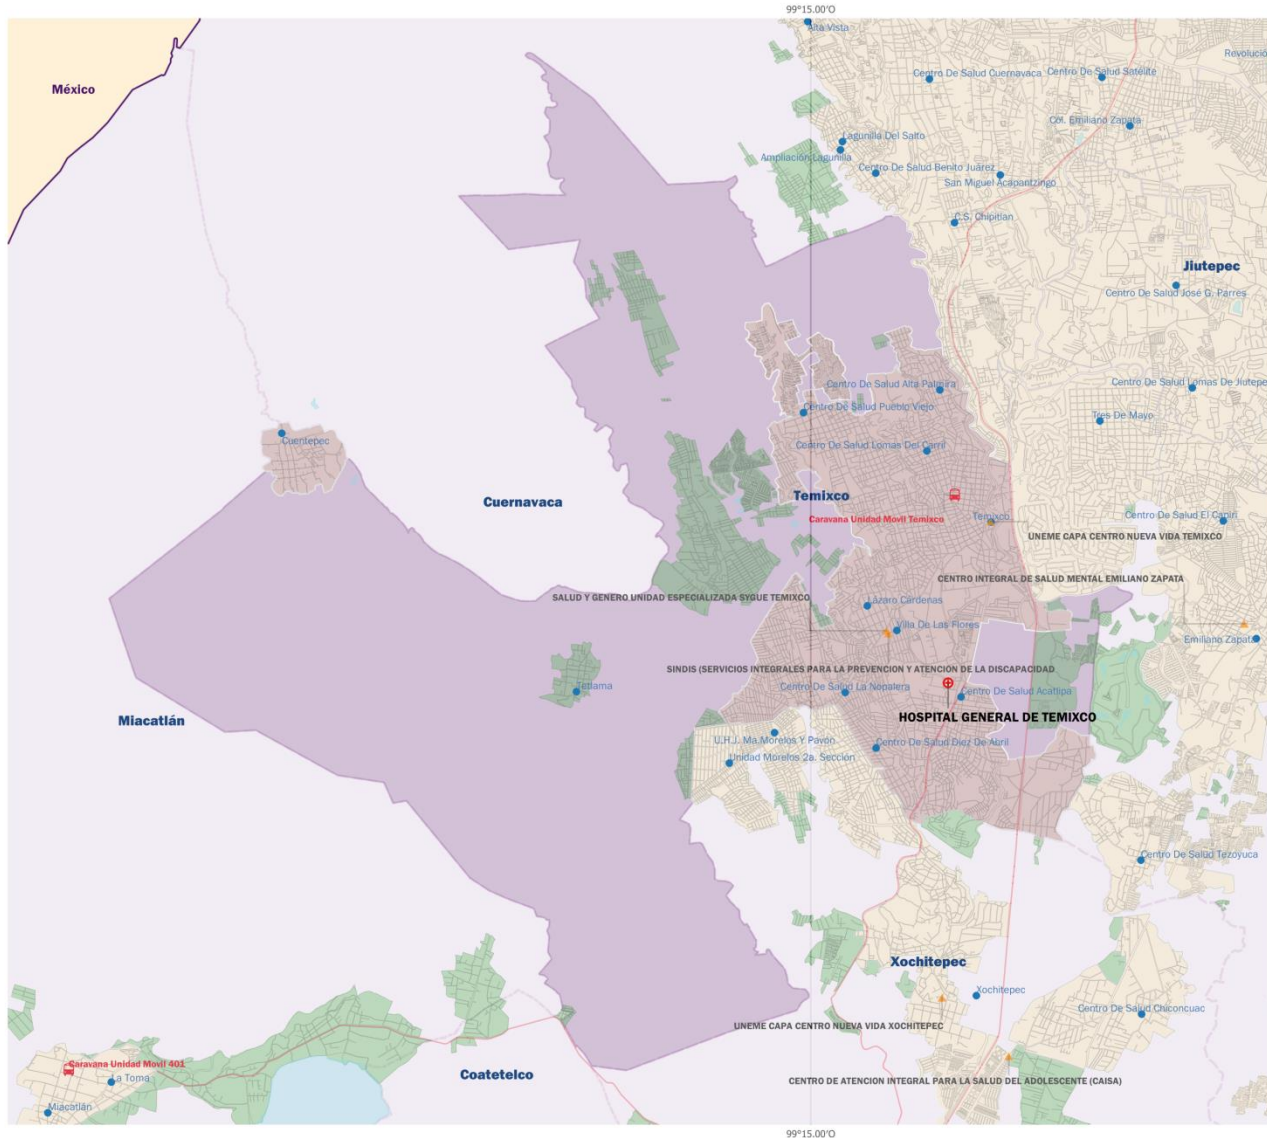 99°15.00'O
Alta Vista
Revolució
México
Centro De Salud Cuernavaca
Centro De Salud Satélite
Col. Emiliano Zapata
Lagunilla Del Salto
Ampliación Lagunilla
Centro De Salud Benito Juárez
San Miguel Acapantzingo
C.S. Chipitlán
Jiutepec
Centro De Salud José G. Parres
Centro De Salud Alta Palmira
Centro De Salud Lomas De Jiutepe
Centro De Salud Pueblo Viejo
Tres De Mayo
Cuentepec
Centro De Salud Lomas Del Carril
Cuernavaca
Temixco
Caravana Unidad Movil Temixco
Temixco
Centro De Salud El Capiri
UNEME CAPA CENTRO NUEVA VIDA TEMIXCO
CENTRO INTEGRAL DE SALUD MENTAL EMILIANO ZAPATA
SALUD Y GENERO UNIDAD ESPECIALIZADA SYGUE TEMIXCO
Lázaro Cárdenas
Villa De Las Flores
Emiliano Zapata
SINDIS (SERVICIOS INTEGRALES PARA LA PREVENCION Y ATENCIÓN DE LA DISCAPACIDAD
Tetlama
Centro De Salud La Nopalera
Centro De Salud Acatlipa
Miacatlán
HOSPITAL GENERAL DE TEMIXCO
U.H.J. Ma.Morelos Y Pavón
Centro De Salud Diez De Abril
Unidad Morelos 2a. Sección
Centro De Salud Tezoyuca
Xochitepec
Xochitepec
Centro De Salud Chiconcuac
UNEME CAPA CENTRO NUEVA VIDA XOCHITEPEC
Caravana Unidad Movil 401
La Toma
Coatetelco
CENTRO DE ATENCION INTEGRAL PARA LA SALUD DEL ADOLESCENTE (CAISA)
Miacatlán
99°15.00'O